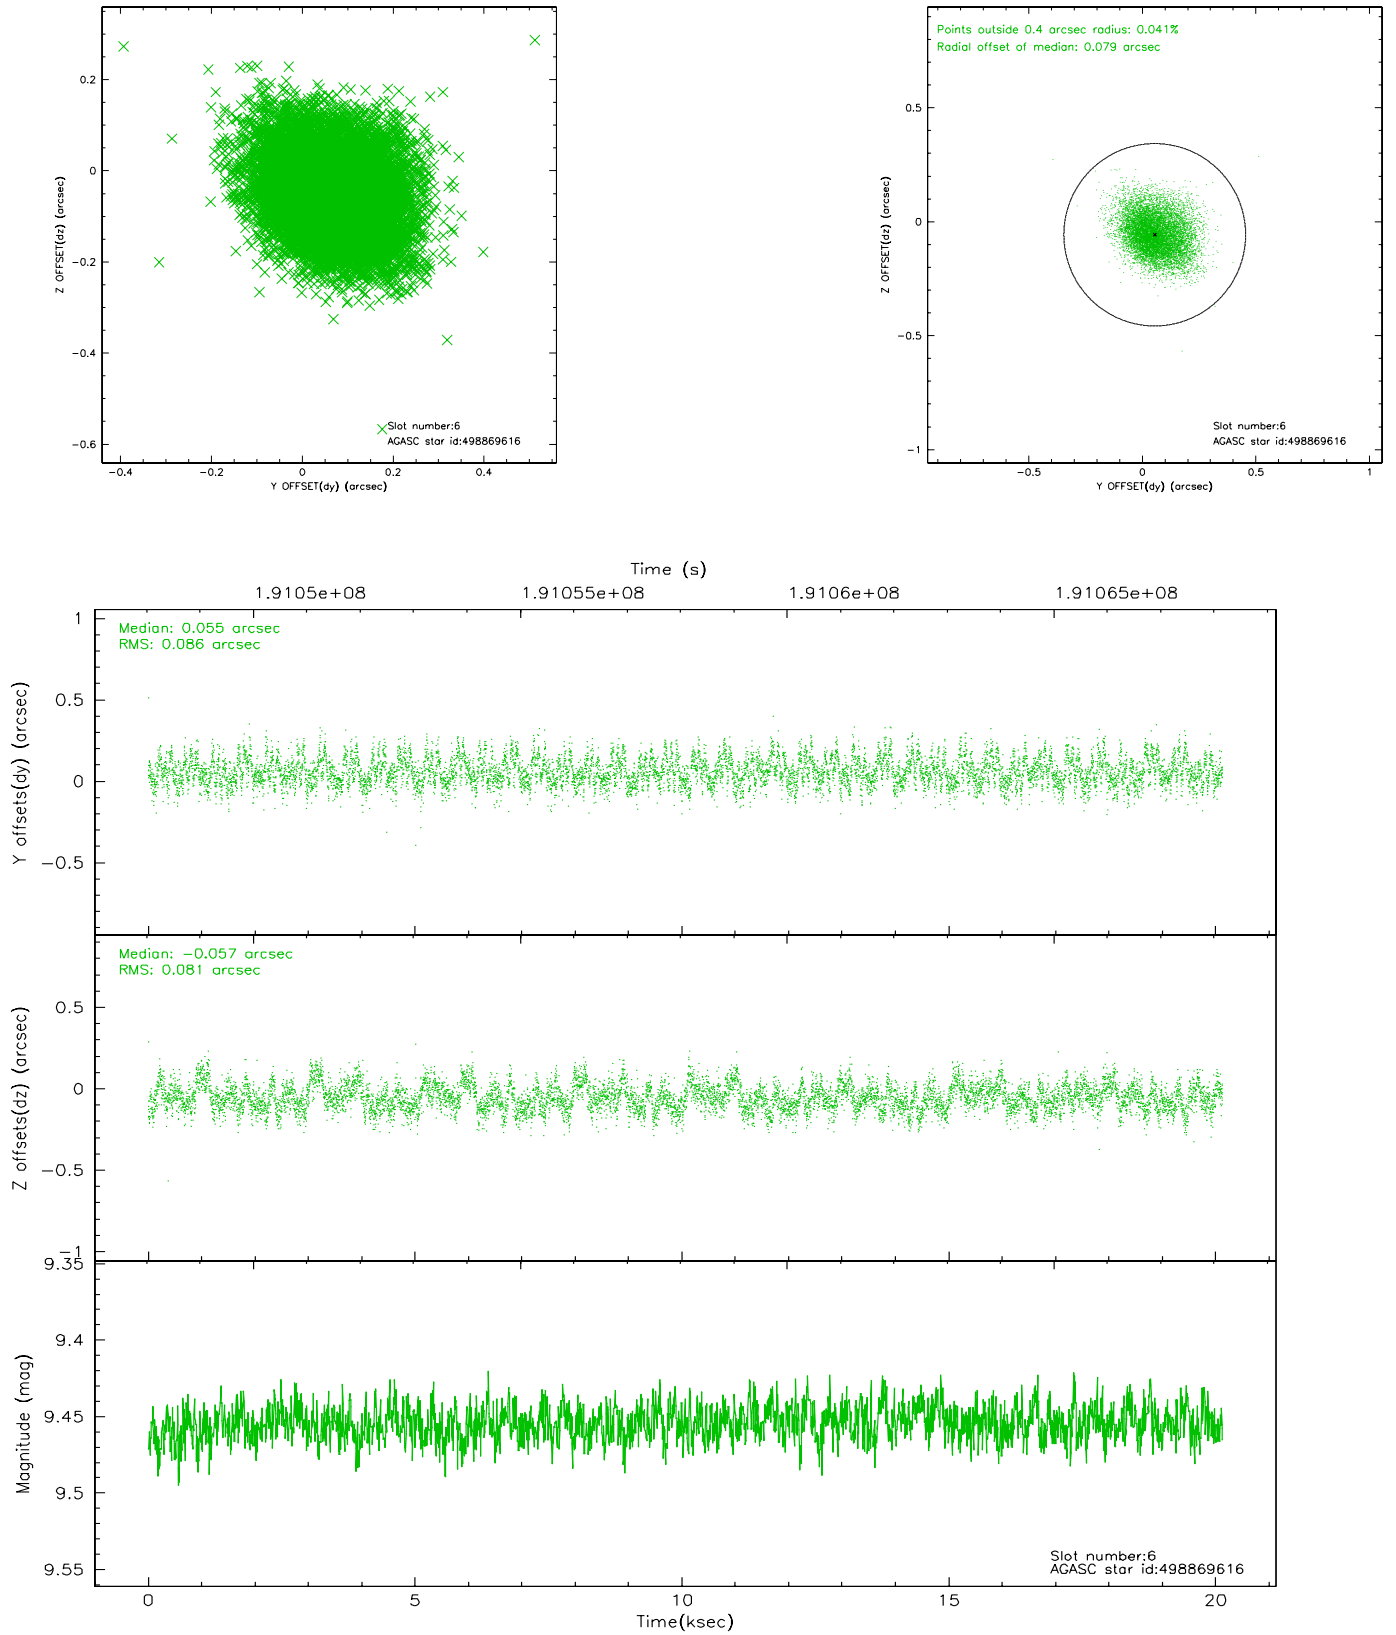 0.2
0
-0.2
-0.4
-0.6
Z OFFSET(dz) (arcsec)
Slot number:6
AGASC star id:498869616
-0.4 -0.2 0 0.2 0.4
Y OFFSET(dy) (arcsec)
Points outside 0.4 arcsec radius: 0.041%
Radial offset of median: 0.079 arcsec
0.5
0
-0.5
-1
Z OFFSET(dz) (arcsec)
Slot number:6
AGASC star id:498869616
-0.5 0 0.5 1
Y OFFSET(dy) (arcsec)
Time (s)
1.9105e+08 1.91055e+08 1.9106e+08 1.91065e+08
Median: 0.055 arcsec
RMS: 0.086 arcsec
1
0.5
0
-0.5
Y offsets(dy) (arcsec)
Median: -0.057 arcsec
RMS: 0.081 arcsec
0.5
0
-0.5
-1
Z offsets(dz) (arcsec)
9.35
9.4
9.45
9.5
9.55
Magnitude (mag)
Slot number:6
AGASC star id:498869616
0 5 10 15 20
Time(ksec)